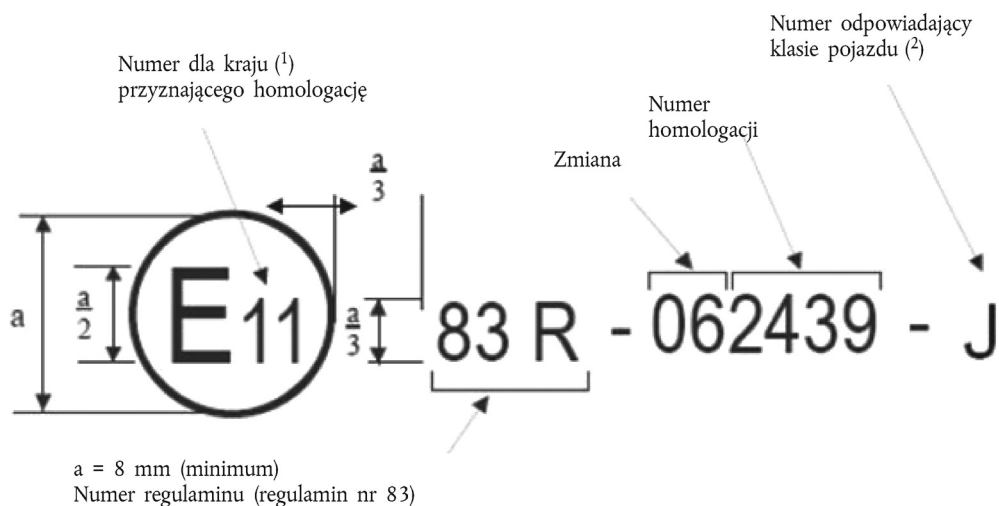 Numer odpowiadający
klasie pojazdu (²)
Numer dla kraju (¹)
przyznającego homologację
Numer
homologacji
Zmiana
a
3
a
a
2
E11
a
3
83 R - 062439 - J
a = 8 mm (minimum)
Numer regulaminu (regulamin nr 83)